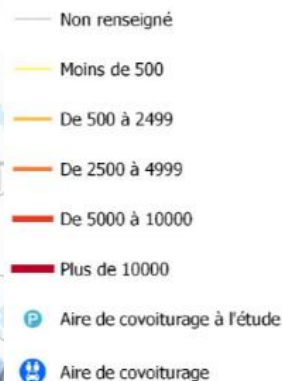 Non renseigné
Moins de 500
De 500 à 2499
De 2500 à 4999
De 5000 à 10000
Plus de 10000
P Aire de covoiturage à l'étude
Aire de covoiturage